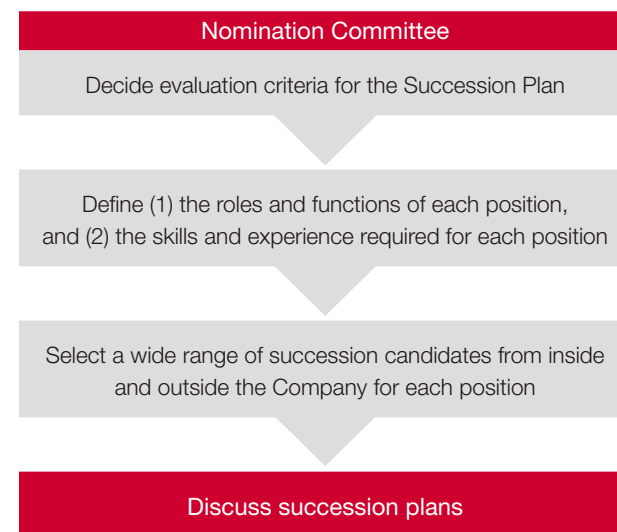 Nomination Committee
Decide evaluation criteria for the Succession Plan
Define (1) the roles and functions of each position,
and (2) the skills and experience required for each position
Select a wide range of succession candidates from inside
and outside the Company for each position
Discuss succession plans